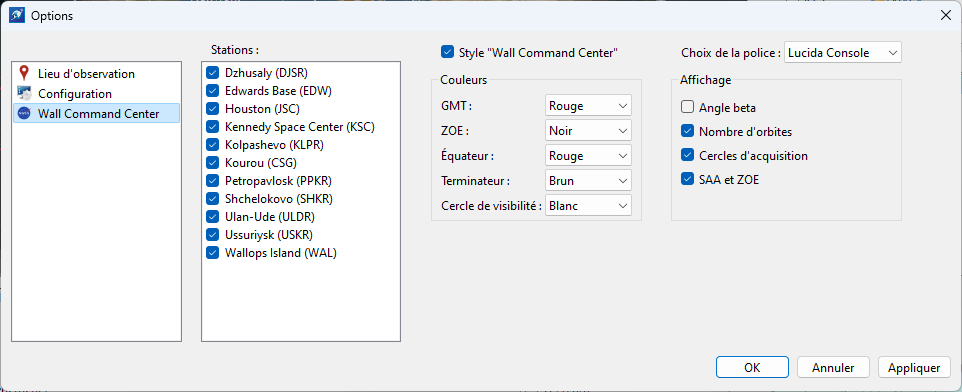 Options
Lieu d'observation
Configuration
Wall Command Center
Stations :
Dzhusaly (DJSR)
Edwards Base (EDW)
Houston (JSC)
Kennedy Space Center (KSC)
Kolpashevo (KLPR)
Kourou (CSG)
Petropavlosk (PPKR)
Shchelokovo (SHKR)
Ulan-Ude (ULDR)
Ussuriysk (USKR)
Wallops Island (WAL)
Style "Wall Command Center"
Couleurs
GMT : Rouge
ZOE : Noir
Équateur : Rouge
Terminateur : Brun
Cercle de visibilité : Blanc
Choix de la police : Lucida Console
Affichage
Angle beta
Nombre d'orbites
Cercles d'acquisition
SAA et ZOE
OK Annuler Appliquer